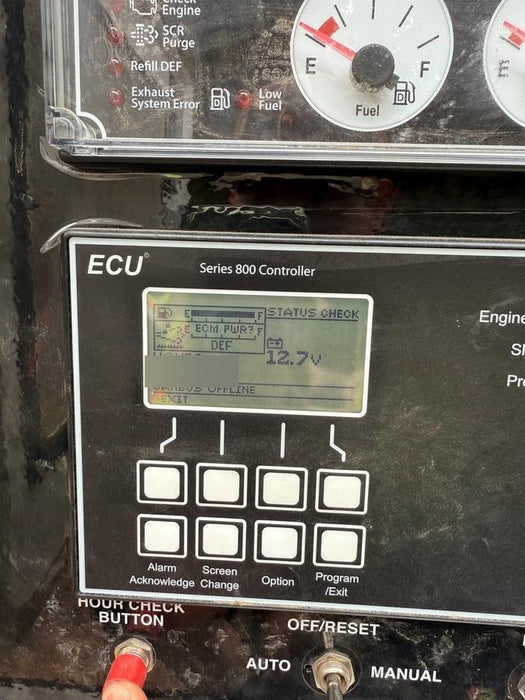 Check
Engine
SCR
Purge
Refill DEF
Exhaust
System Error
Low
Fuel
E F
Fuel
E
ECU®
Series 800 Controller
E F STATUS CHECK
E ECM PWR? F
DEF
12.7V
CANBUS OFFLINE
EXIT
Alarm
Acknowledge
Screen
Change
Option
Program
/Exit
HOUR CHECK
BUTTON
OFF/RESET
AUTO
MANUAL